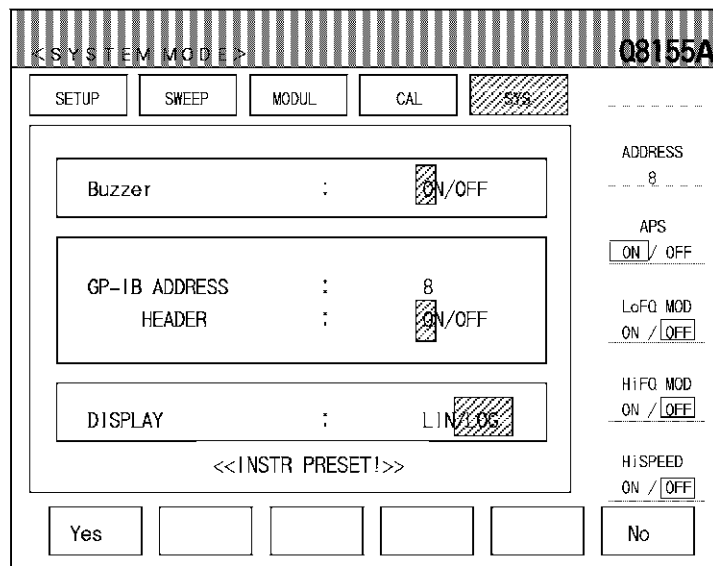 <SYSTEM MODE> Q8155A
SETUP SWEEP MODUL CAL SYS
ADDRESS
8
Buzzer : ON/OFF
APS
ON / OFF
GP-IB ADDRESS : 8
HEADER : ON/OFF
LoFQ MOD
ON / OFF
HiFQ MOD
ON / OFF
DISPLAY : LIN/LOG
<<INSTR PRESET!>>
HiSPEED
ON / OFF
Yes No